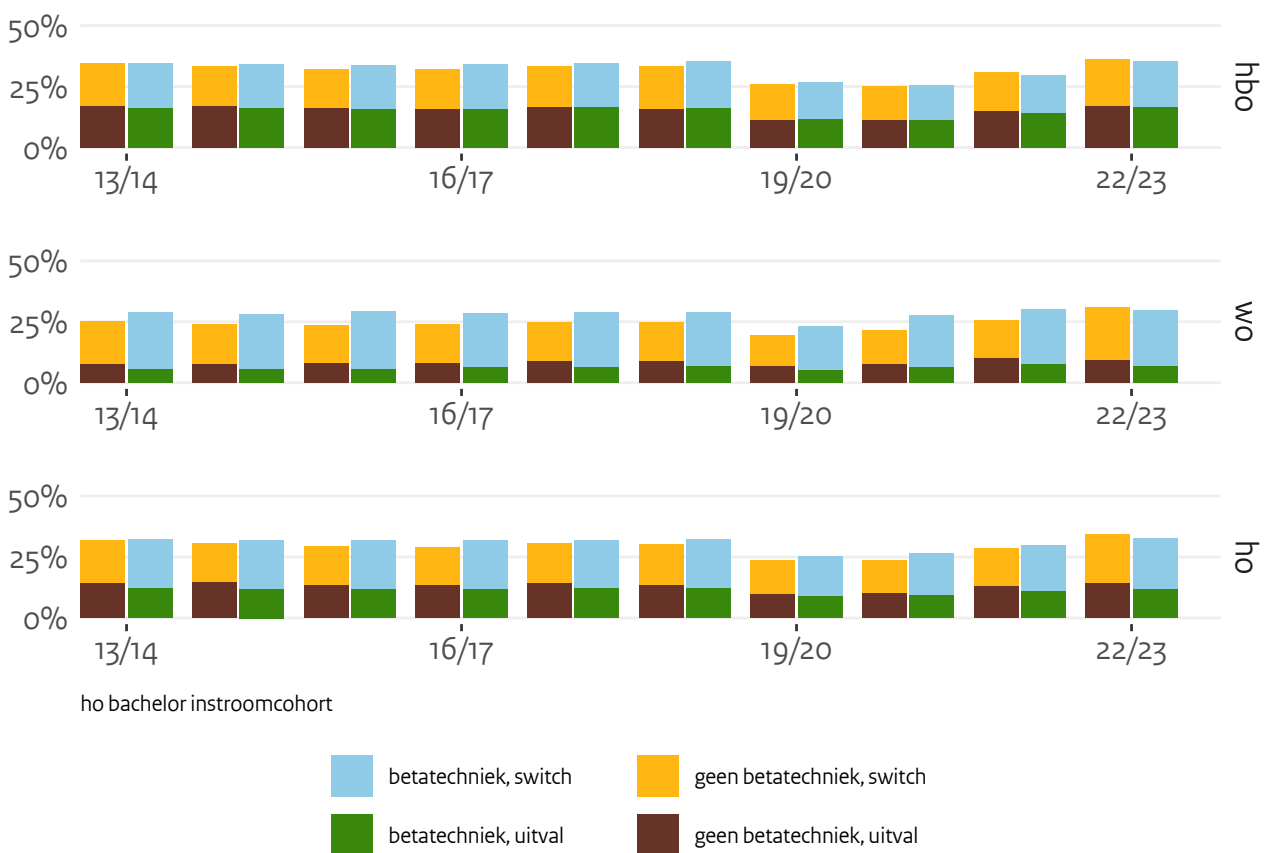 50%
25%
0%
13/14 16/17 19/20 22/23
hbo
50%
25%
0%
13/14 16/17 19/20 22/23
wo
50%
25%
0%
13/14 16/17 19/20 22/23
ho
ho bachelor instroomcohort
betatechniek, switch geen betatechniek, switch
betatechniek, uitval geen betatechniek, uitval